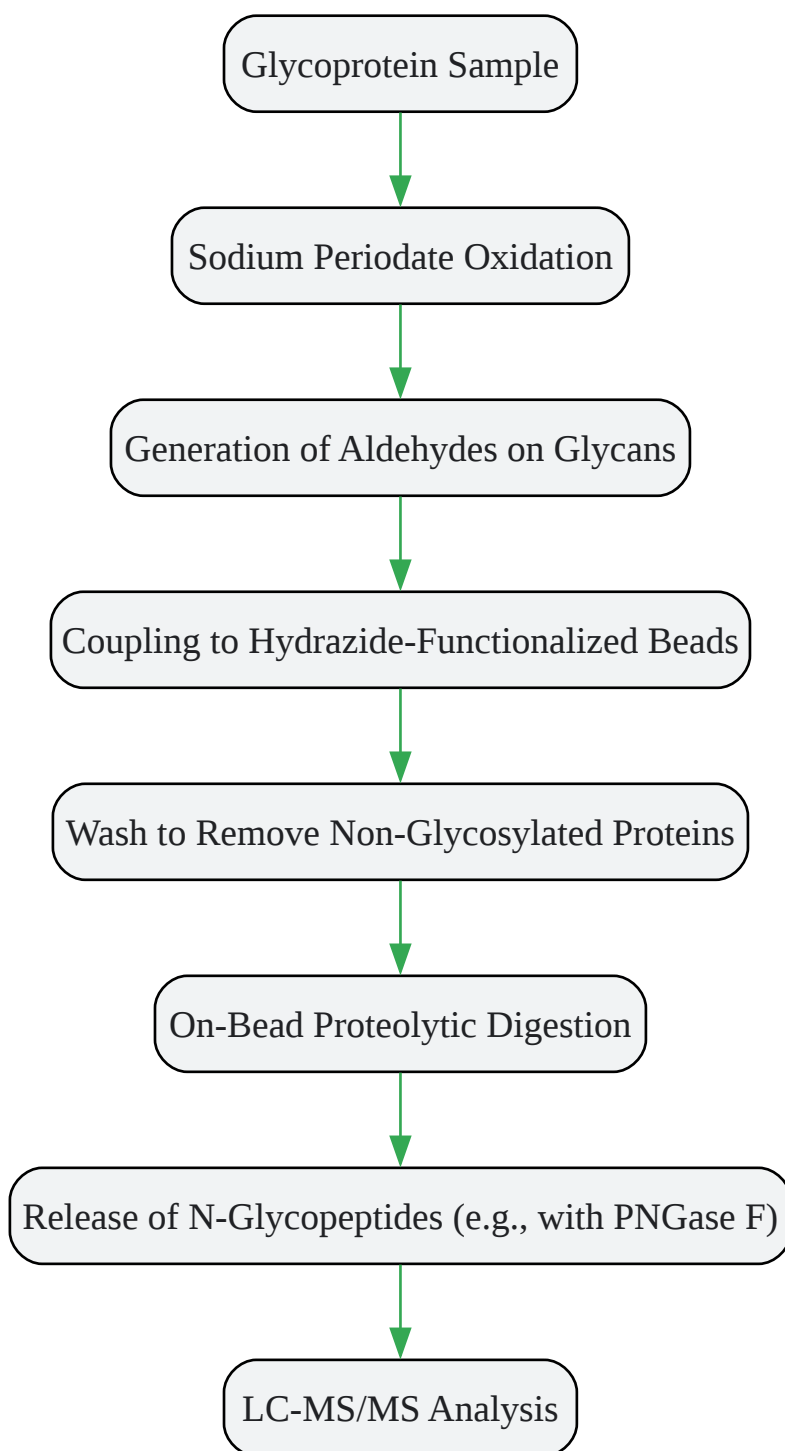 Glycoprotein Sample
Sodium Periodate Oxidation
Generation of Aldehydes on Glycans
Coupling to Hydrazide-Functionalized Beads
Wash to Remove Non-Glycosylated Proteins
On-Bead Proteolytic Digestion
Release of N-Glycopeptides (e.g., with PNGase F)
LC-MS/MS Analysis